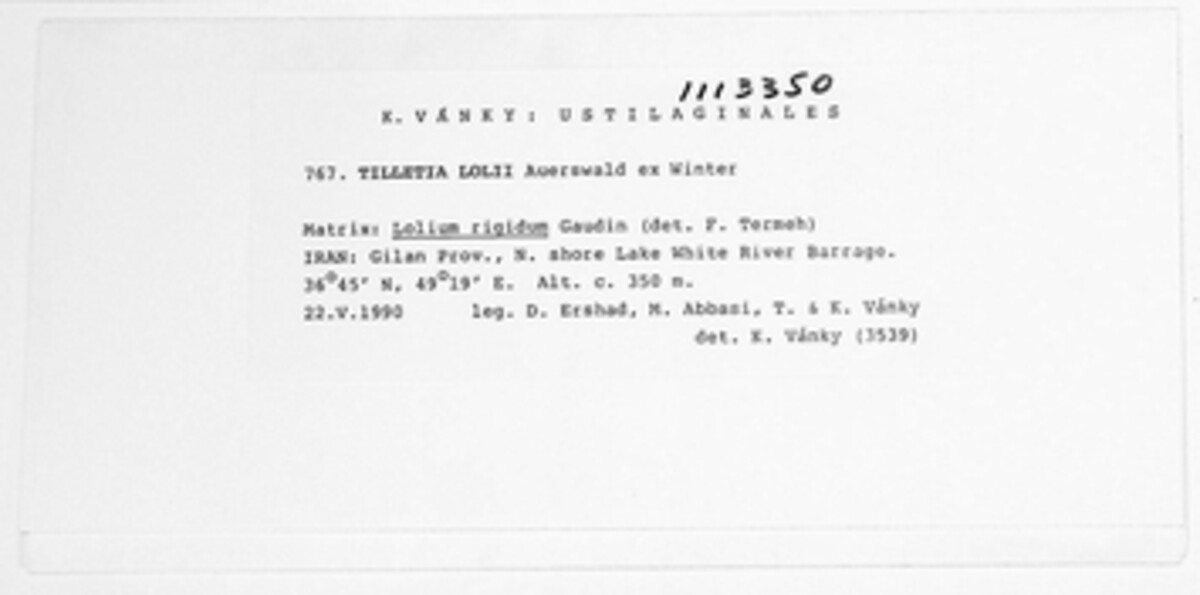 1113350
K. VÁNKY: USTILAGINALES
767. TILLETIA LOLII Auerswald ex Winter
Matrix: Lolium rigidum Gaudin (det. F. Termeh)
IRAN: Gilan Prov., N. shore Lake White River Barrage.
36°45' N, 49°19' E. Alt. c. 350 m.
22.V.1990 leg. D. Ershad, M. Abbasi, T. & K. Vánky
det. K. Vánky (3539)